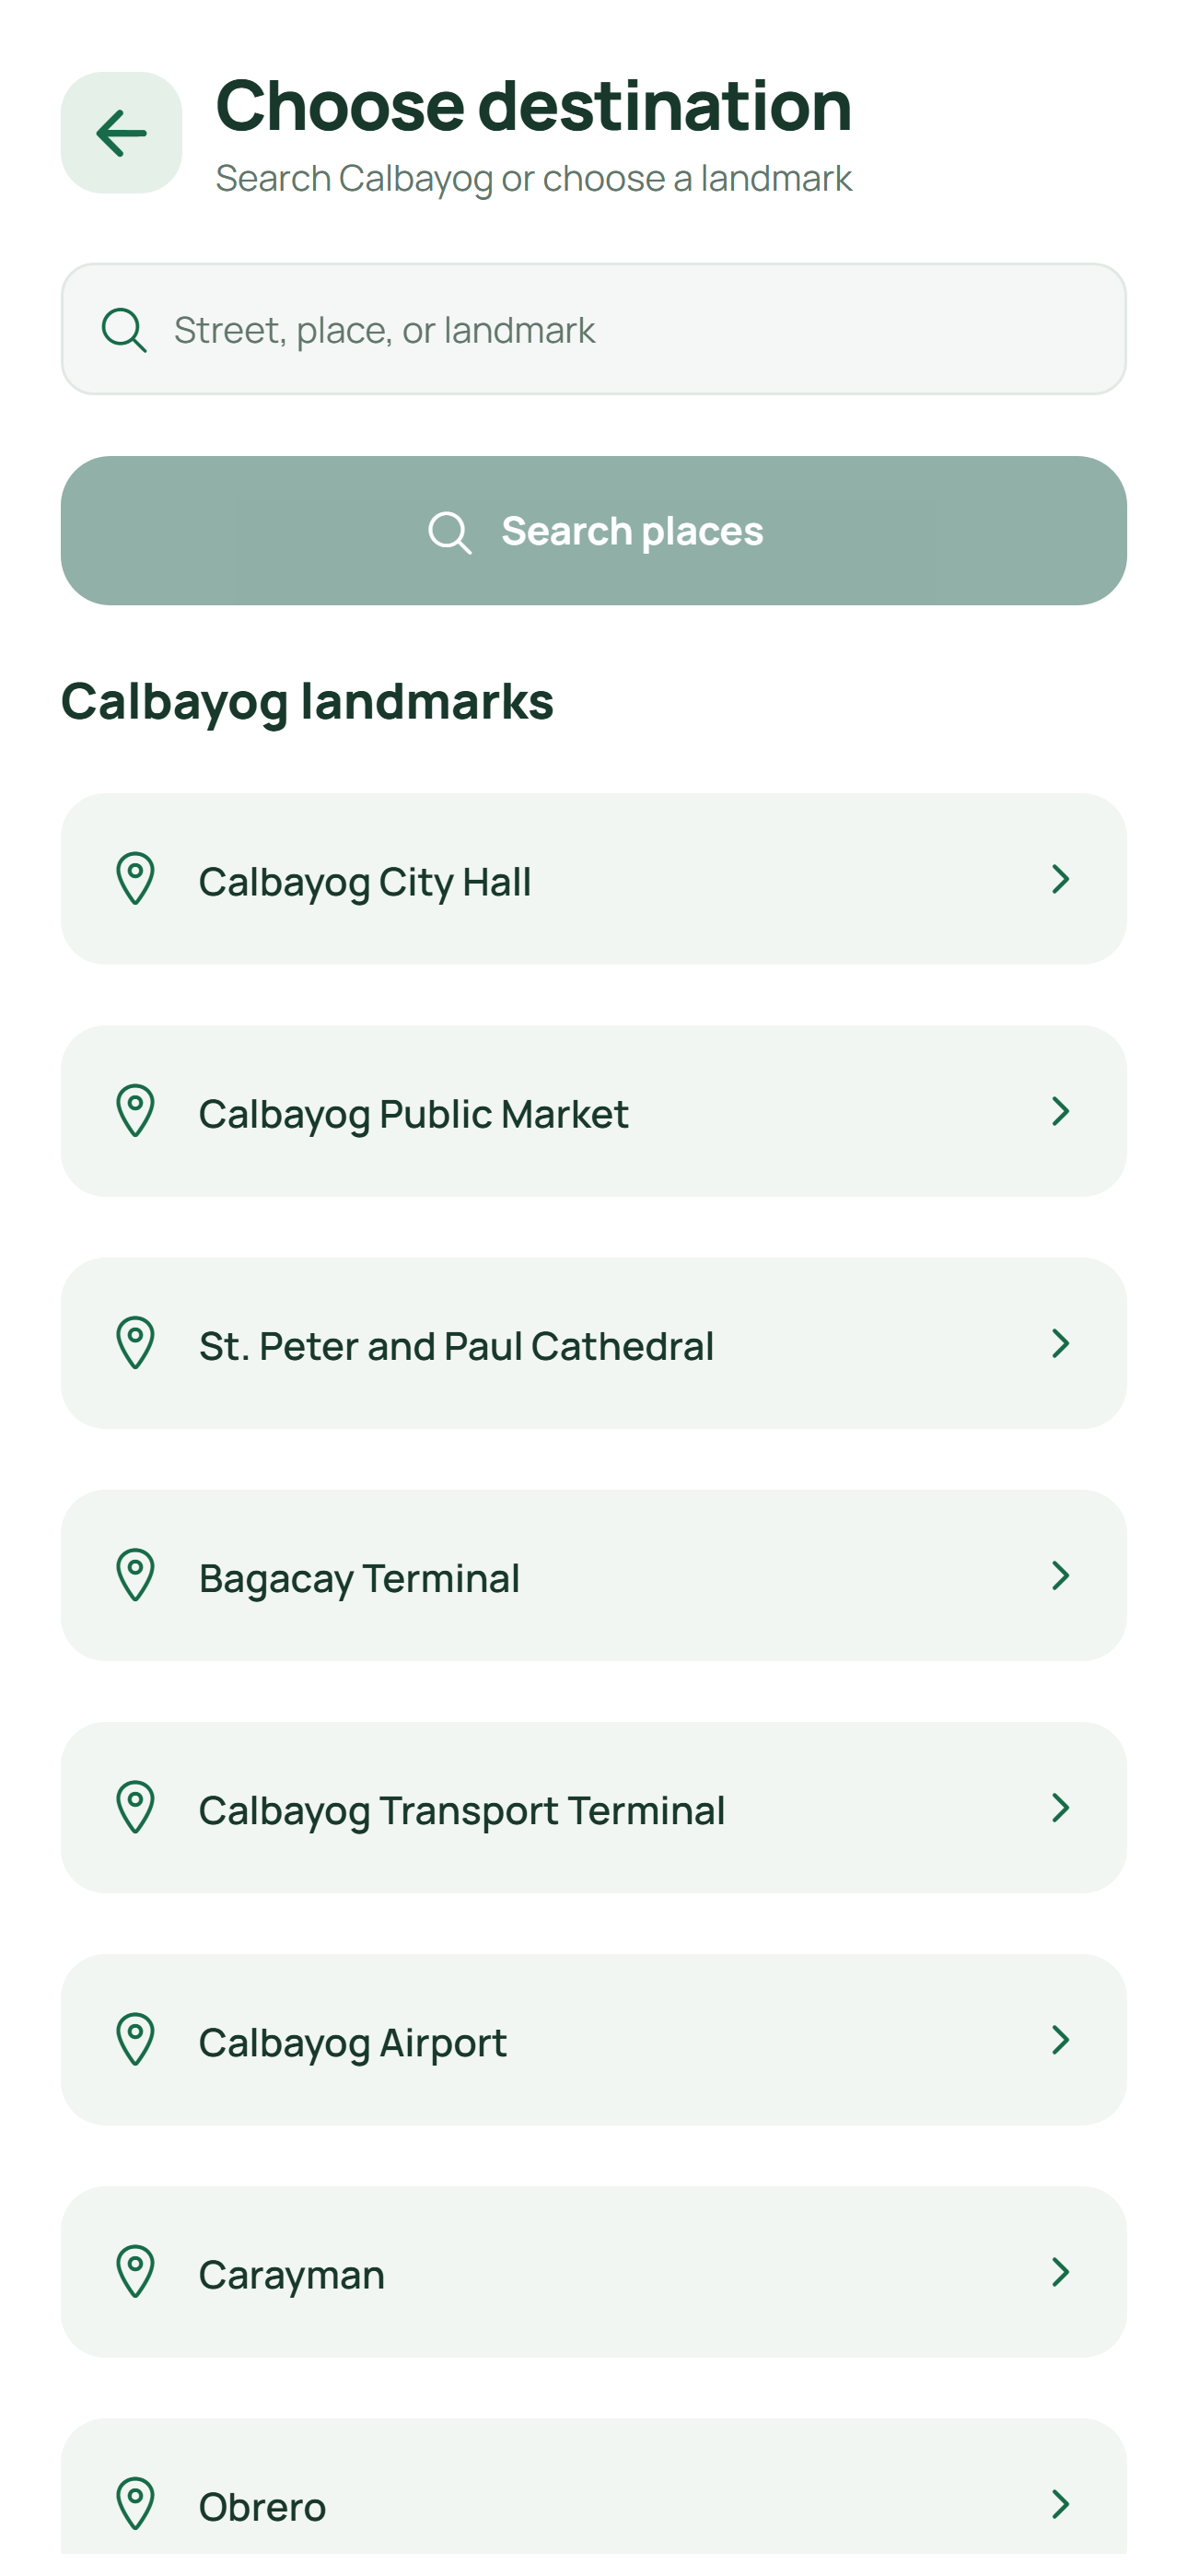 Choose destination
Search Calbayog or choose a landmark
Street, place, or landmark
Search places
Calbayog landmarks
Calbayog City Hall
Calbayog Public Market
St. Peter and Paul Cathedral
Bagacay Terminal
Calbayog Transport Terminal
Calbayog Airport
Carayman
Obrero